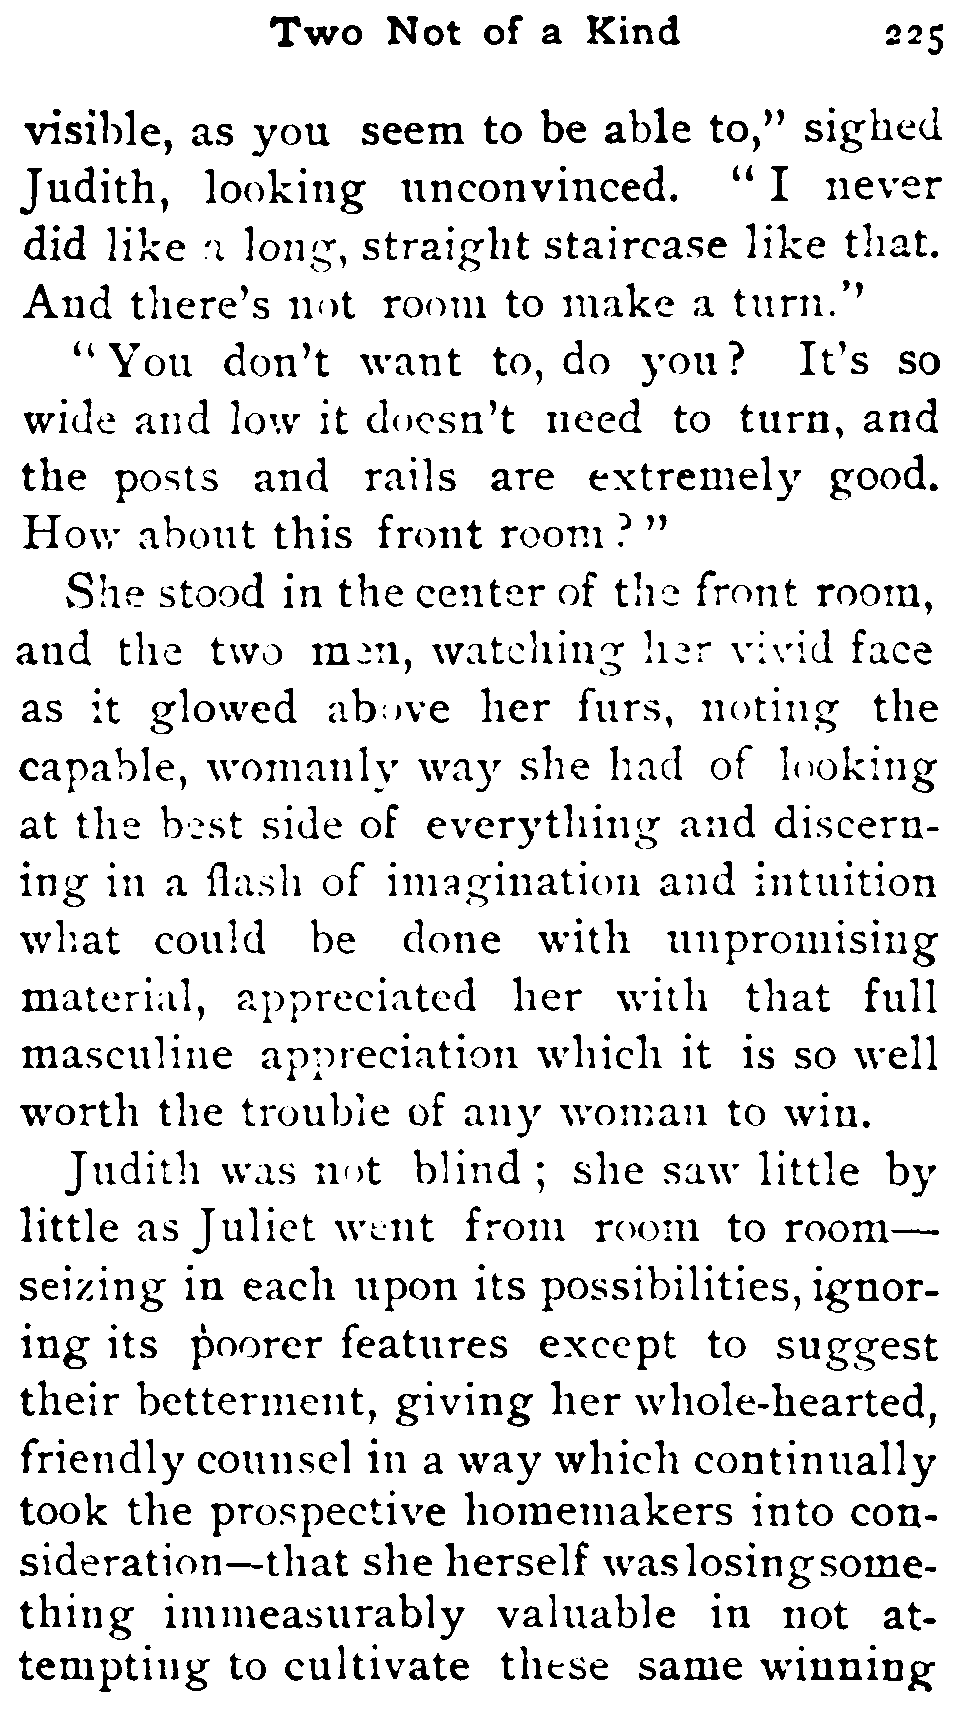 Two Not of a Kind 225
visible, as you seem to be able to," sighed
Judith, looking unconvinced. "I never
did like a long, straight staircase like that.
And there's not room to make a turn."
"You don't want to, do you? It's so
wide and low it doesn't need to turn, and
the posts and rails are extremely good.
How about this front room?"
She stood in the center of the front room,
and the two men, watching her vivid face
as it glowed above her furs, noting the
capable, womanly way she had of looking
at the best side of everything and discern-
ing in a flash of imagination and intuition
what could be done with unpromising
material, appreciated her with that full
masculine appreciation which it is so well
worth the trouble of any woman to win.
Judith was not blind; she saw little by
little as Juliet went from room to room—
seizing in each upon its possibilities, ignor-
ing its poorer features except to suggest
their betterment, giving her whole-hearted,
friendly counsel in a way which continually
took the prospective homemakers into con-
sideration—that she herself was losing some-
thing immeasurably valuable in not at-
tempting to cultivate these same winning